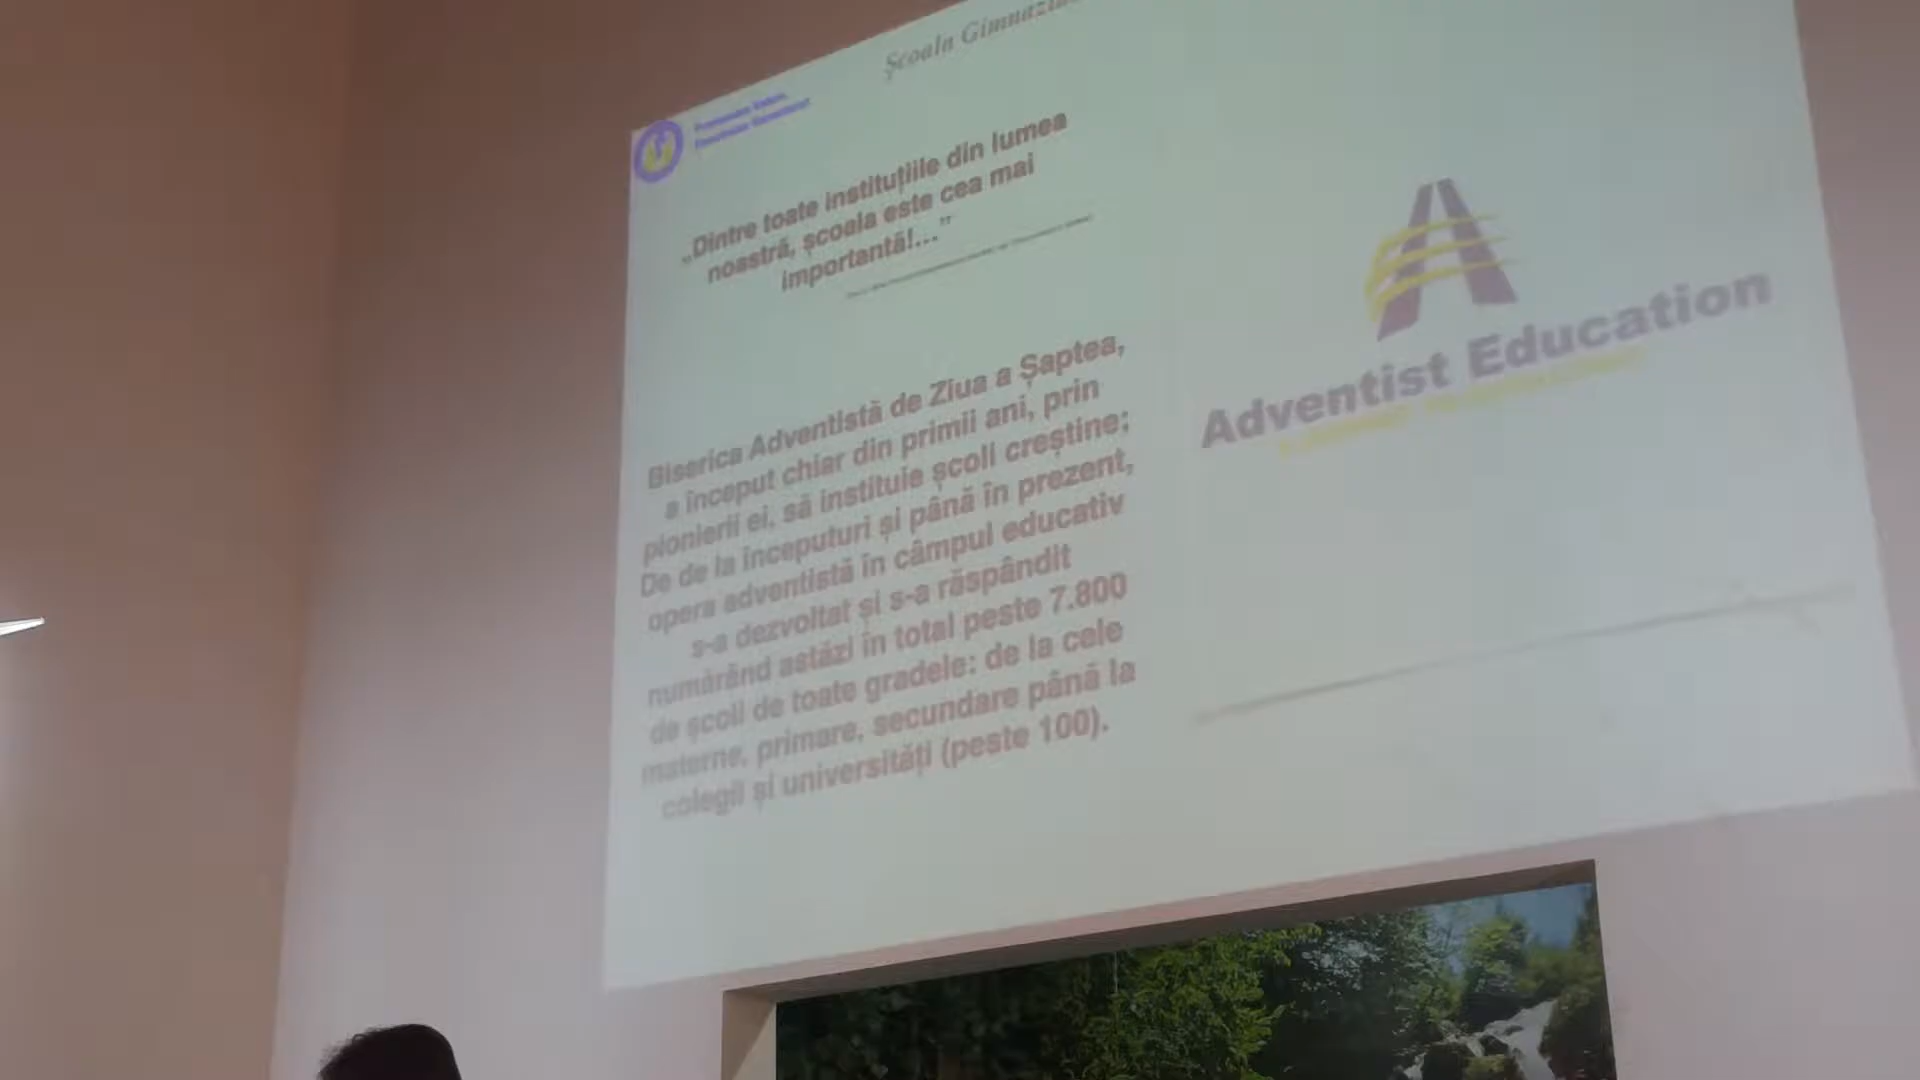 Școala
„Dintre toate instituțiile din lumea
noastră, școala este cea mai
importantă!...”
Biserica Adventistă de Ziua a Șaptea,
a început chiar din primii ani, prin
pionierii ei, să instituie școli creștine;
De de la începuturi și până în prezent,
opera adventistă în câmpul educativ
s-a dezvoltat și s-a răspândit
numărând astăzi în total peste 7.800
de școli de toate gradele: de la cele
materne, primare, secundare până la
colegii și universități (peste 100).
Adventist Education